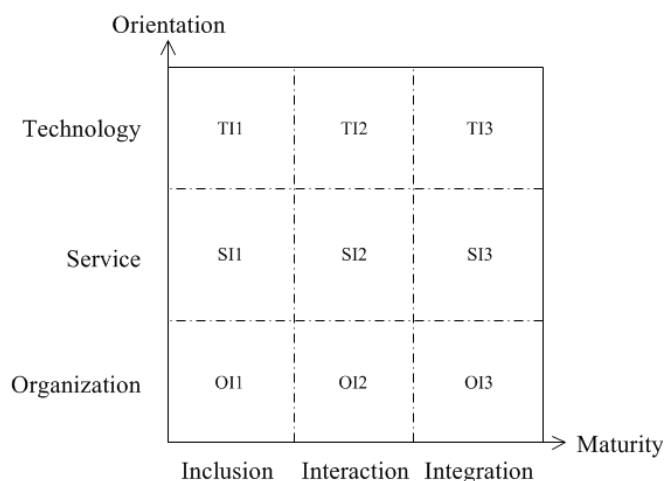 Orientation
Technology TI1 TI2 TI3
Service SI1 SI2 SI3
Organization OI1 OI2 OI3
Maturity
Inclusion Interaction Integration